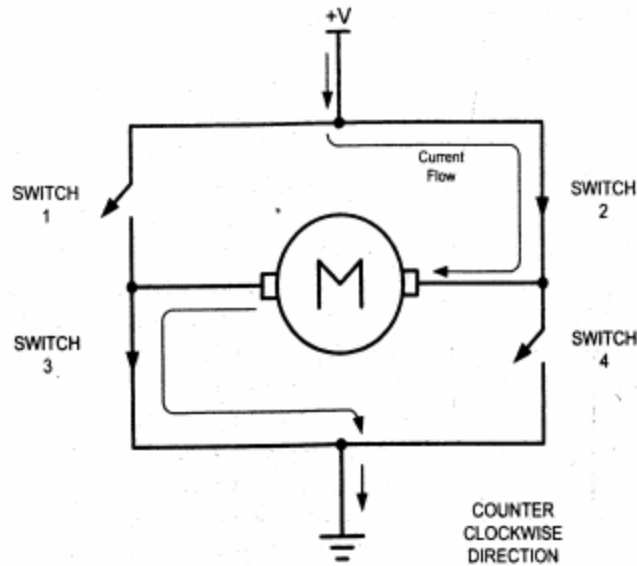 +V
Current
Flow
SWITCH
1
SWITCH
2
M
SWITCH
3
SWITCH
4
COUNTER
CLOCKWISE
DIRECTION